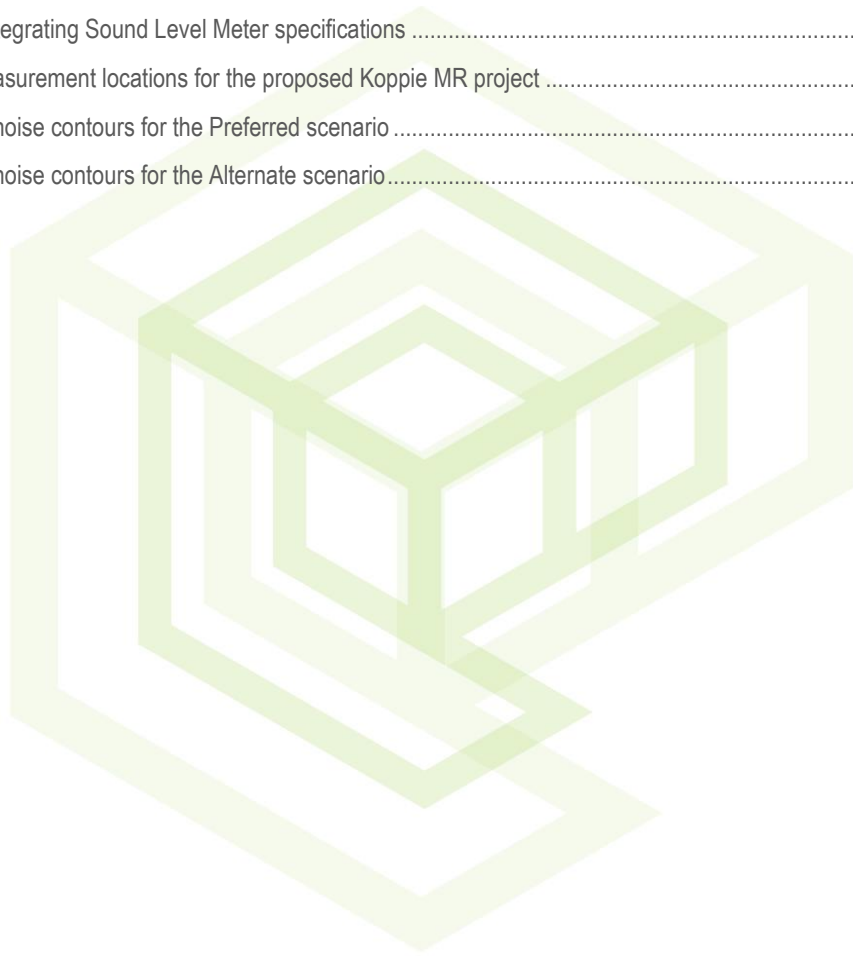 tegrating Sound Level Meter specifications ................................................................................
asurement locations for the proposed Koppie MR project .........................................................
noise contours for the Preferred scenario ..................................................................................
noise contours for the Alternate scenario...................................................................................